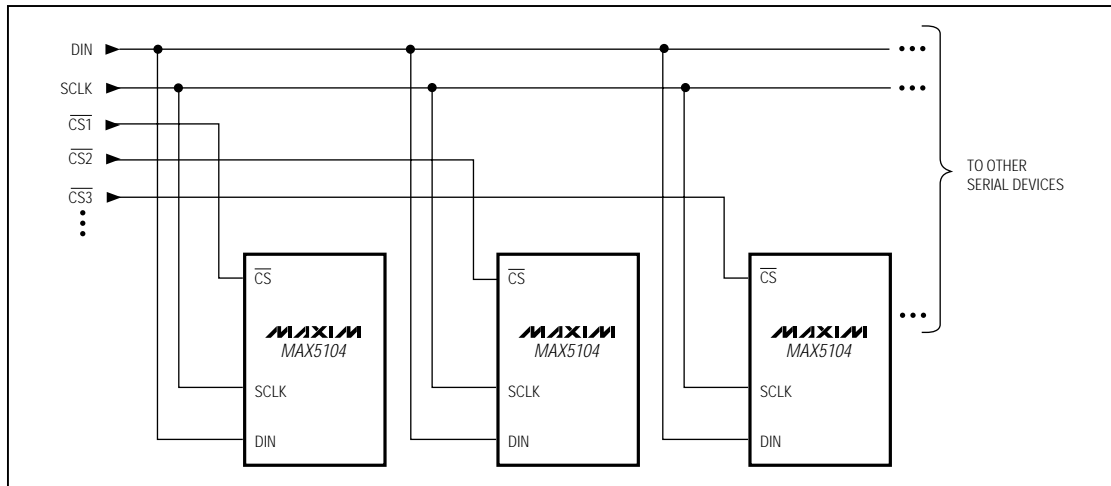 DIN
SCLK
CS1
CS2
CS3
TO OTHER
SERIAL DEVICES
CS
MAXIM
MAX5104
SCLK
DIN
CS
MAXIM
MAX5104
SCLK
DIN
CS
MAXIM
MAX5104
SCLK
DIN